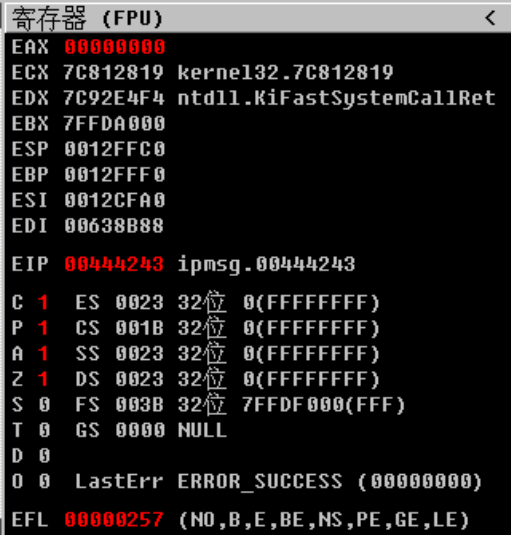 寄存器 (FPU) <
EAX 00000000
ECX 7C812819 kernel32.7C812819
EDX 7C92E4F4 ntdll.KiFastSystemCallRet
EBX 7FFDA000
ESP 0012FFC0
EBP 0012FFF0
ESI 0012CFA0
EDI 00638B88
EIP 00444243 ipmsg.00444243
C 1 ES 0023 32位 0(FFFFFFFF)
P 1 CS 001B 32位 0(FFFFFFFF)
A 1 SS 0023 32位 0(FFFFFFFF)
Z 1 DS 0023 32位 0(FFFFFFFF)
S 0 FS 003B 32位 7FFDF000(FFF)
T 0 GS 0000 NULL
D 0
O 0 LastErr ERROR_SUCCESS (00000000)
EFL 00000257 (NO,B,E,BE,NS,PE,GE,LE)